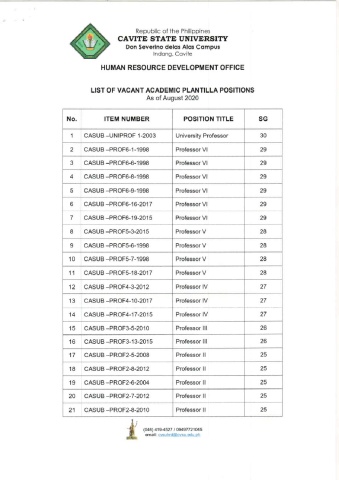 Republic of the Philippines
CAVITE STATE UNIVERSITY
Don Severino delas Alas Campus
Indang, Cavite
HUMAN RESOURCE DEVELOPMENT OFFICE
LIST OF VACANT ACADEMIC PLANTILLA POSITIONS
As of August 2020
No. ITEM NUMBER POSITION TITLE SG
1 CASUB –UNIPROF 1-2003 University Professor 30
2 CASUB –PROF6-1-1998 Professor VI 29
3 CASUB –PROF6-6-1998 Professor VI 29
4 CASUB –PROF6-8-1998 Professor VI 29
5 CASUB –PROF6-9-1998 Professor VI 29
6 CASUB –PROF6-16-2017 Professor VI 29
7 CASUB –PROF6-19-2015 Professor VI 29
8 CASUB –PROF5-3-2015 Professor V 28
9 CASUB –PROF5-6-1998 Professor V 28
10 CASUB –PROF5-7-1998 Professor V 28
11 CASUB –PROF5-18-2017 Professor V 28
12 CASUB –PROF4-3-2012 Professor IV 27
13 CASUB –PROF4-10-2017 Professor IV 27
14 CASUB –PROF4-17-2015 Professor IV 27
15 CASUB –PROF3-5-2010 Professor III 26
16 CASUB –PROF3-13-2015 Professor III 26
17 CASUB –PROF2-5-2008 Professor II 25
18 CASUB –PROF2-8-2012 Professor II 25
19 CASUB –PROF2-6-2004 Professor II 25
20 CASUB –PROF2-7-2012 Professor II 25
21 CASUB –PROF2-8-2010 Professor II 25
email: